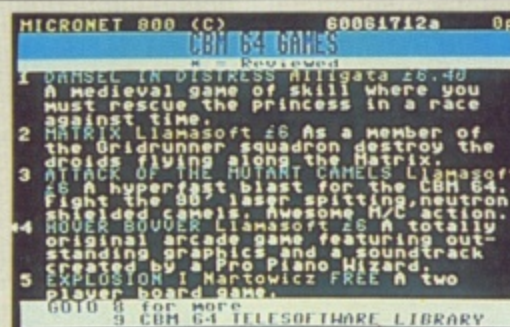 MICRONET 800 (C) 60061712a 0p
CBM 64 GAMES
* = Reviewed
1 DAMSEL IN DISTRESS Alligata £6.40
A medieval game of skill where you
must rescue the princess in a race
against time.
2 MATRIX Llamasoft £6 As a member of
the Gridrunner squadron destroy the
droids flying along the Matrix.
3 ATTACK OF THE MUTANT CAMELS Llamasof
£6 A hyperfast blast for the CBM 64.
Fight the 90' laser spitting,neutron
shielded camels. Awesome M/C action.
*4 HOVER BOVVER Llamasoft £6 A totally
original arcade game featuring out-
standing graphics and a soundtrack
created by a Pro Piano Wizard.
5 EXPLOSION I Martowicz FREE A two
player board game.
GOTO 8 for more
9 CBM 64 TELESOFTWARE LIBRARY